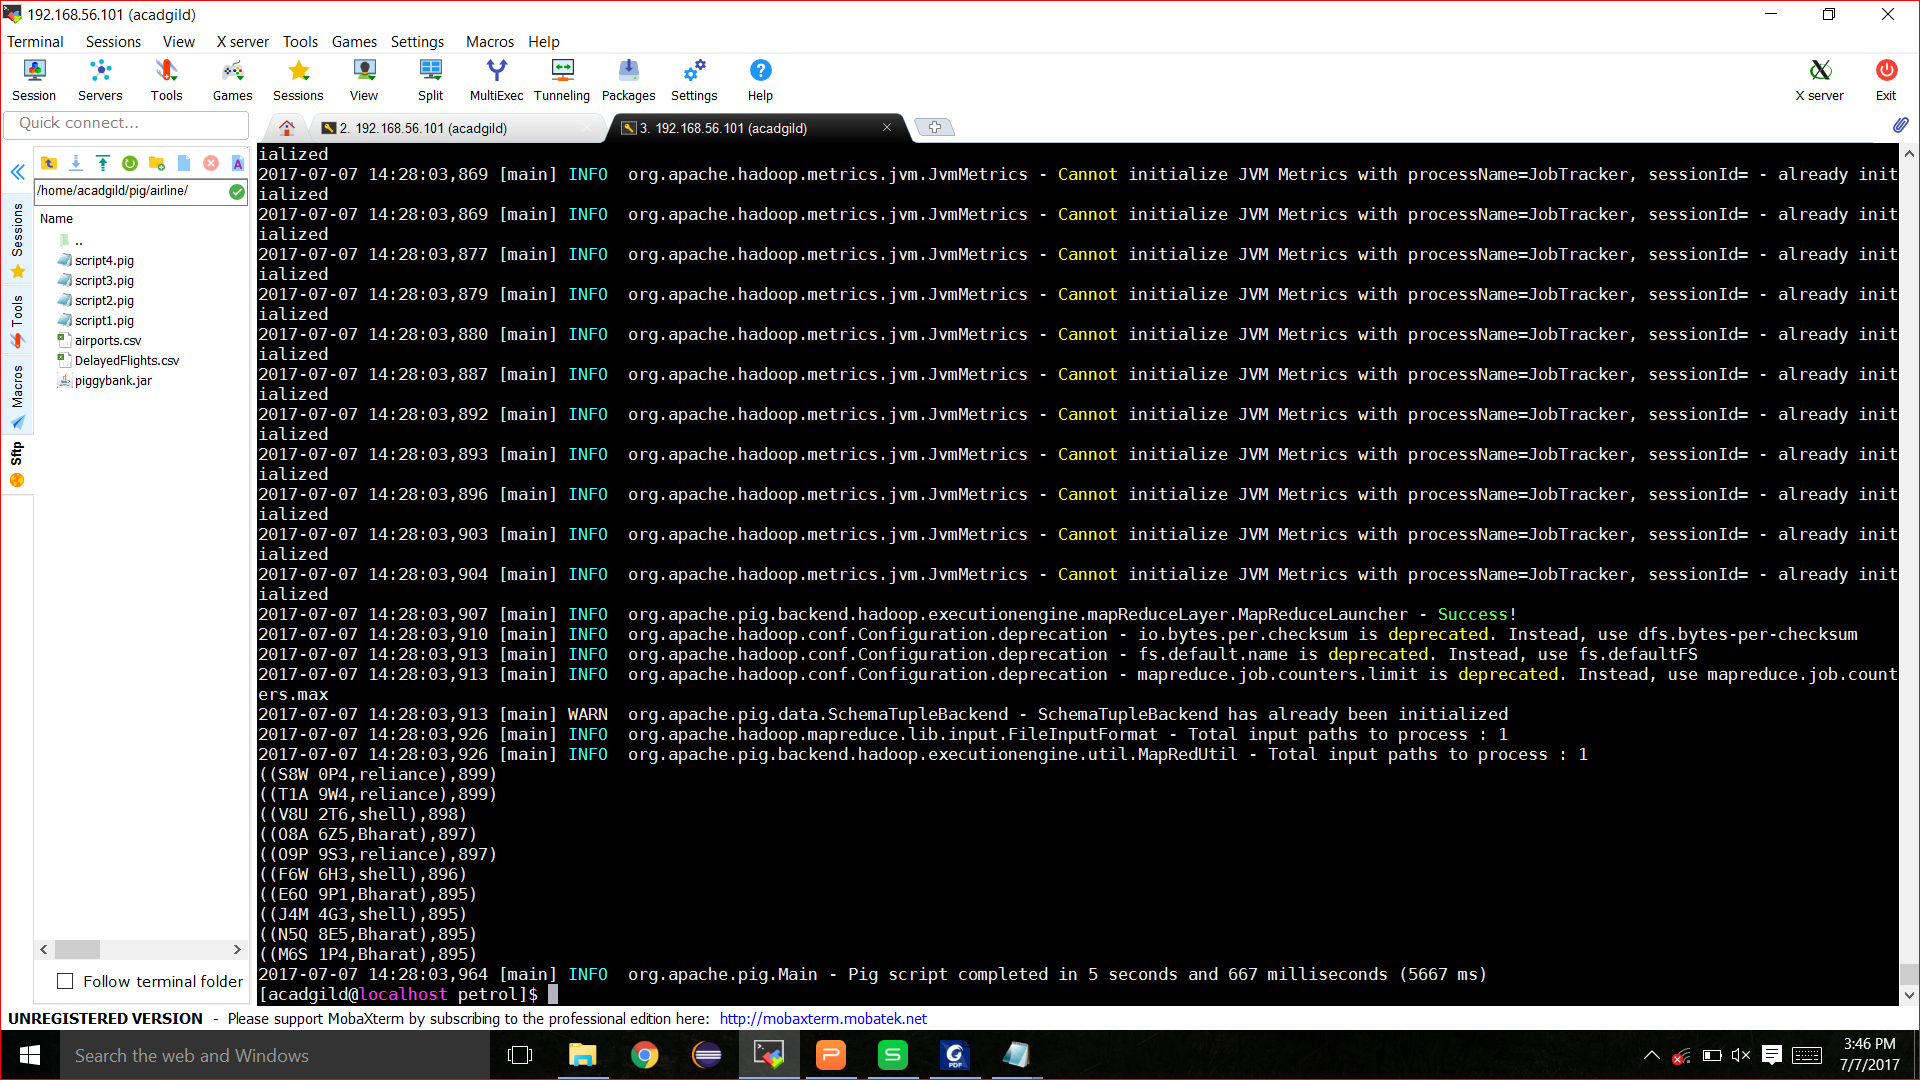 192.168.56.101 (acadgild)
Terminal Sessions View X server Tools Games Settings Macros Help
Session Servers Tools Games Sessions View Split MultiExec Tunneling Packages Settings Help X server Exit
Quick connect...
2. 192.168.56.101 (acadgild)
3. 192.168.56.101 (acadgild)
/home/acadgild/pig/airline/
Name
..
script4.pig
script3.pig
script2.pig
script1.pig
airports.csv
DelayedFlights.csv
piggybank.jar
Sessions
Tools
Macros
Sftp
Follow terminal folder
ialized
2017-07-07 14:28:03,869 [main] INFO  org.apache.hadoop.metrics.jvm.JvmMetrics - Cannot initialize JVM Metrics with processName=JobTracker, sessionId= - already init
ialized
2017-07-07 14:28:03,869 [main] INFO  org.apache.hadoop.metrics.jvm.JvmMetrics - Cannot initialize JVM Metrics with processName=JobTracker, sessionId= - already init
ialized
2017-07-07 14:28:03,877 [main] INFO  org.apache.hadoop.metrics.jvm.JvmMetrics - Cannot initialize JVM Metrics with processName=JobTracker, sessionId= - already init
ialized
2017-07-07 14:28:03,879 [main] INFO  org.apache.hadoop.metrics.jvm.JvmMetrics - Cannot initialize JVM Metrics with processName=JobTracker, sessionId= - already init
ialized
2017-07-07 14:28:03,880 [main] INFO  org.apache.hadoop.metrics.jvm.JvmMetrics - Cannot initialize JVM Metrics with processName=JobTracker, sessionId= - already init
ialized
2017-07-07 14:28:03,887 [main] INFO  org.apache.hadoop.metrics.jvm.JvmMetrics - Cannot initialize JVM Metrics with processName=JobTracker, sessionId= - already init
ialized
2017-07-07 14:28:03,892 [main] INFO  org.apache.hadoop.metrics.jvm.JvmMetrics - Cannot initialize JVM Metrics with processName=JobTracker, sessionId= - already init
ialized
2017-07-07 14:28:03,893 [main] INFO  org.apache.hadoop.metrics.jvm.JvmMetrics - Cannot initialize JVM Metrics with processName=JobTracker, sessionId= - already init
ialized
2017-07-07 14:28:03,896 [main] INFO  org.apache.hadoop.metrics.jvm.JvmMetrics - Cannot initialize JVM Metrics with processName=JobTracker, sessionId= - already init
ialized
2017-07-07 14:28:03,903 [main] INFO  org.apache.hadoop.metrics.jvm.JvmMetrics - Cannot initialize JVM Metrics with processName=JobTracker, sessionId= - already init
ialized
2017-07-07 14:28:03,904 [main] INFO  org.apache.hadoop.metrics.jvm.JvmMetrics - Cannot initialize JVM Metrics with processName=JobTracker, sessionId= - already init
ialized
2017-07-07 14:28:03,907 [main] INFO  org.apache.pig.backend.hadoop.executionengine.mapReduceLayer.MapReduceLauncher - Success!
2017-07-07 14:28:03,910 [main] INFO  org.apache.hadoop.conf.Configuration.deprecation - io.bytes.per.checksum is deprecated. Instead, use dfs.bytes-per-checksum
2017-07-07 14:28:03,913 [main] INFO  org.apache.hadoop.conf.Configuration.deprecation - fs.default.name is deprecated. Instead, use fs.defaultFS
2017-07-07 14:28:03,913 [main] INFO  org.apache.hadoop.conf.Configuration.deprecation - mapreduce.job.counters.limit is deprecated. Instead, use mapreduce.job.count
ers.max
2017-07-07 14:28:03,913 [main] WARN  org.apache.pig.data.SchemaTupleBackend - SchemaTupleBackend has already been initialized
2017-07-07 14:28:03,926 [main] INFO  org.apache.hadoop.mapreduce.lib.input.FileInputFormat - Total input paths to process : 1
2017-07-07 14:28:03,926 [main] INFO  org.apache.pig.backend.hadoop.executionengine.util.MapRedUtil - Total input paths to process : 1
((S8W 0P4,reliance),899)
((T1A 9W4,reliance),899)
((V8U 2T6,shell),898)
((O8A 6Z5,Bharat),897)
((O9P 9S3,reliance),897)
((F6W 6H3,shell),896)
((E6O 9P1,Bharat),895)
((J4M 4G3,shell),895)
((N5Q 8E5,Bharat),895)
((M6S 1P4,Bharat),895)
2017-07-07 14:28:03,964 [main] INFO  org.apache.pig.Main - Pig script completed in 5 seconds and 667 milliseconds (5667 ms)
[acadgild@localhost petrol]$
UNREGISTERED VERSION - Please support MobaXterm by subscribing to the professional edition here: http://mobaxterm.mobatek.net
Search the web and Windows
3:46 PM
7/7/2017